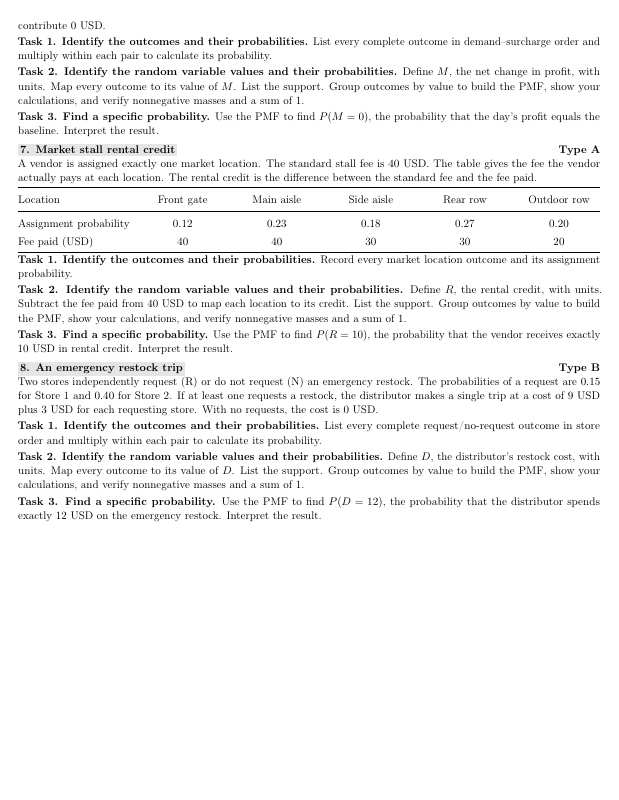 contribute 0 USD.
Task 1. Identify the outcomes and their probabilities. List every complete outcome in demand–surcharge order and
multiply within each pair to calculate its probability.
Task 2. Identify the random variable values and their probabilities. Define M, the net change in profit, with
units. Map every outcome to its value of M. List the support. Group outcomes by value to build the PMF, show your
calculations, and verify nonnegative masses and a sum of 1.
Task 3. Find a specific probability. Use the PMF to find P(M = 0), the probability that the day's profit equals the
baseline. Interpret the result.
7. Market stall rental credit Type A
A vendor is assigned exactly one market location. The standard stall fee is 40 USD. The table gives the fee the vendor
actually pays at each location. The rental credit is the difference between the standard fee and the fee paid.
Location Front gate Main aisle Side aisle Rear row Outdoor row
Assignment probability 0.12 0.23 0.18 0.27 0.20
Fee paid (USD) 40 40 30 30 20
Task 1. Identify the outcomes and their probabilities. Record every market location outcome and its assignment
probability.
Task 2. Identify the random variable values and their probabilities. Define R, the rental credit, with units.
Subtract the fee paid from 40 USD to map each location to its credit. List the support. Group outcomes by value to build
the PMF, show your calculations, and verify nonnegative masses and a sum of 1.
Task 3. Find a specific probability. Use the PMF to find P(R = 10), the probability that the vendor receives exactly
10 USD in rental credit. Interpret the result.
8. An emergency restock trip Type B
Two stores independently request (R) or do not request (N) an emergency restock. The probabilities of a request are 0.15
for Store 1 and 0.40 for Store 2. If at least one requests a restock, the distributor makes a single trip at a cost of 9 USD
plus 3 USD for each requesting store. With no requests, the cost is 0 USD.
Task 1. Identify the outcomes and their probabilities. List every complete request/no-request outcome in store
order and multiply within each pair to calculate its probability.
Task 2. Identify the random variable values and their probabilities. Define D, the distributor's restock cost, with
units. Map every outcome to its value of D. List the support. Group outcomes by value to build the PMF, show your
calculations, and verify nonnegative masses and a sum of 1.
Task 3. Find a specific probability. Use the PMF to find P(D = 12), the probability that the distributor spends
exactly 12 USD on the emergency restock. Interpret the result.